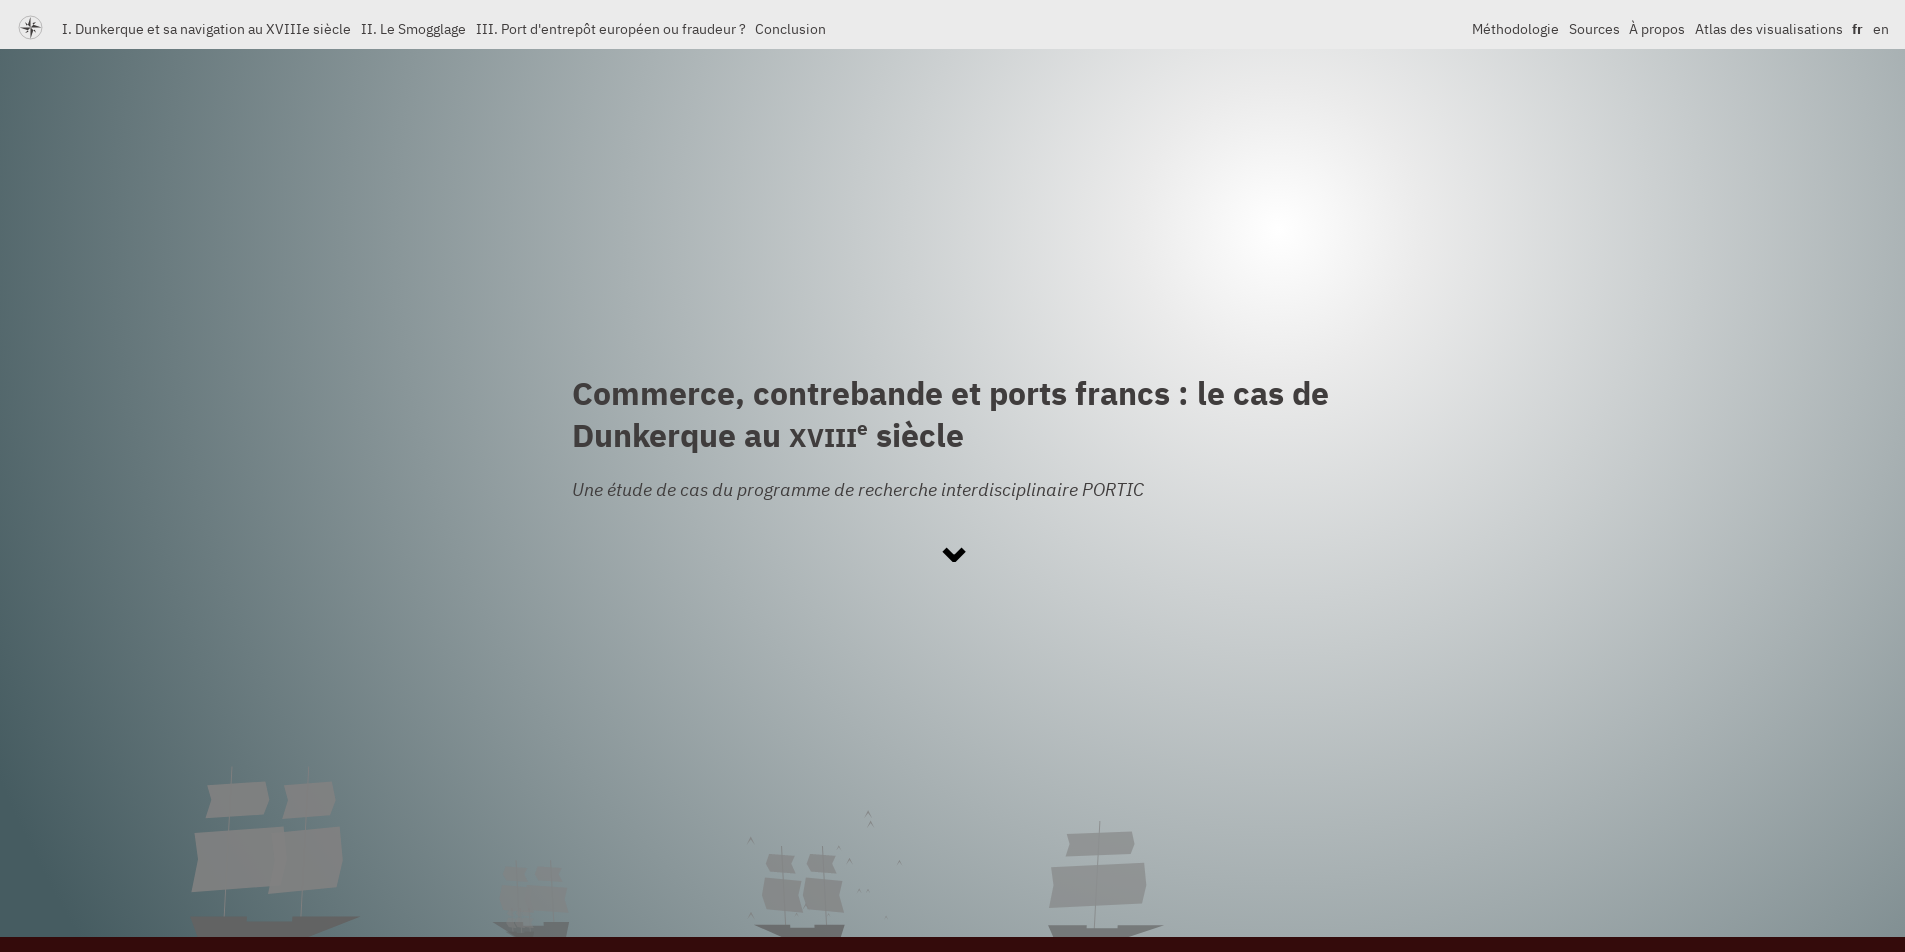 I. Dunkerque et sa navigation au XVIIIe siècle II. Le Smogglage III. Port d'entrepôt européen ou fraudeur ? Conclusion Méthodologie Sources À propos Atlas des visualisations fr en
Commerce, contrebande et ports francs : le cas de
Dunkerque au XVIIIe siècle
Une étude de cas du programme de recherche interdisciplinaire PORTIC